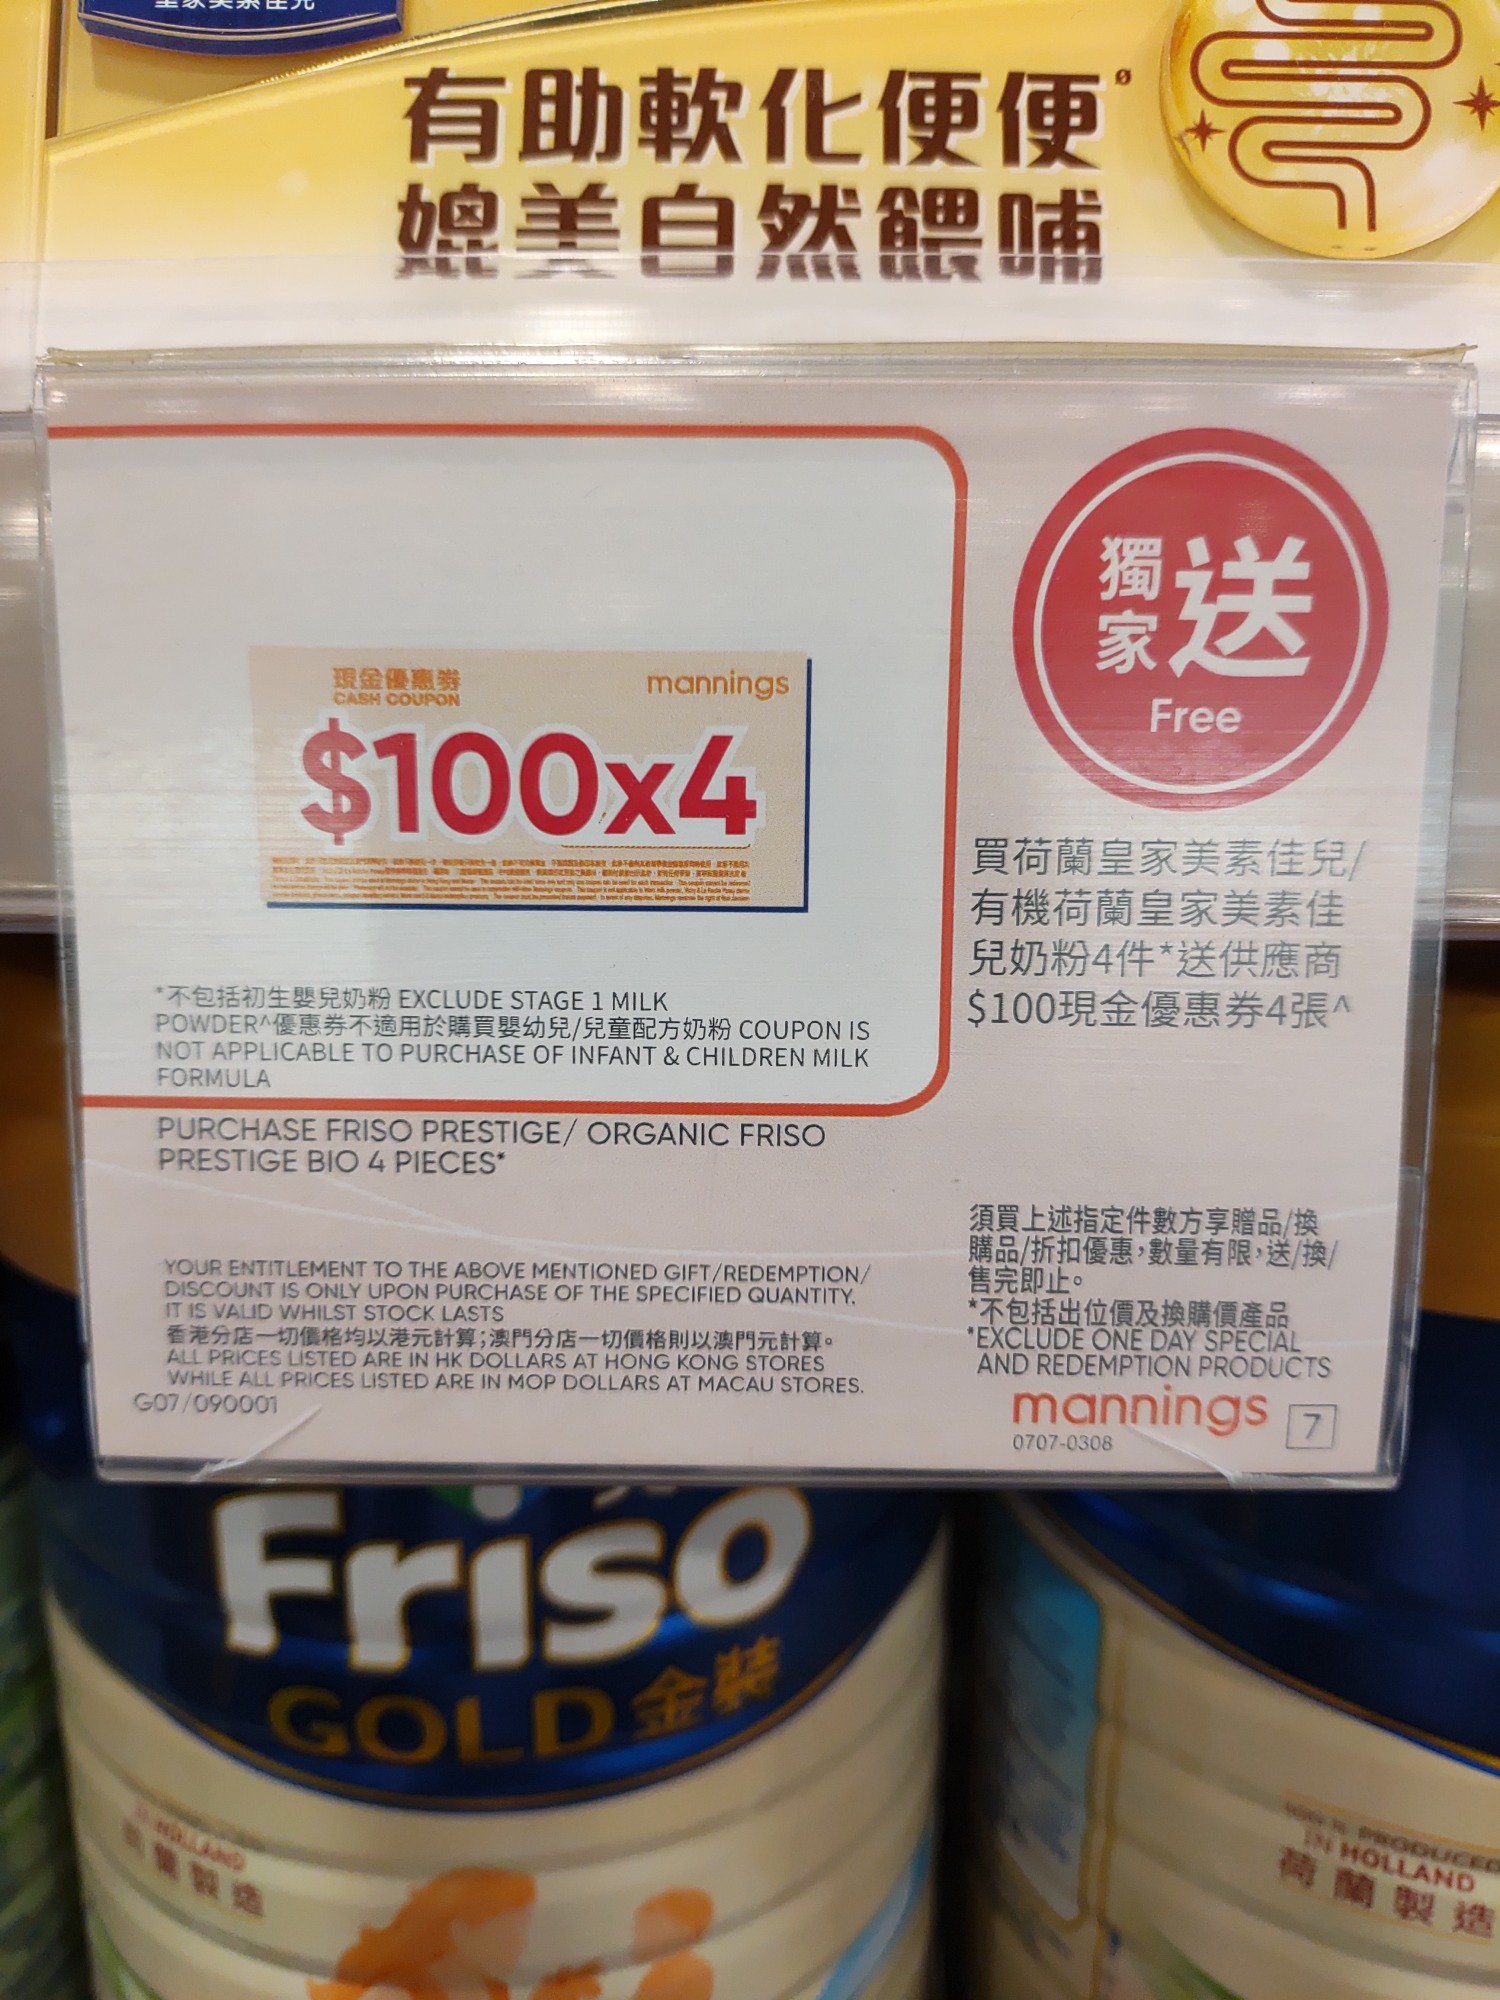 皇家美素佳兒
有助軟化便便ø
媲美自然餵哺
獨家送
Free
現金優惠券
CASH COUPON
mannings
$100x4
買荷蘭皇家美素佳兒/
有機荷蘭皇家美素佳
兒奶粉4件*送供應商
$100現金優惠券4張^
*不包括初生嬰兒奶粉 EXCLUDE STAGE 1 MILK
POWDER^優惠券不適用於購買嬰幼兒/兒童配方奶粉 COUPON IS
NOT APPLICABLE TO PURCHASE OF INFANT & CHILDREN MILK
FORMULA
PURCHASE FRISO PRESTIGE/ ORGANIC FRISO
PRESTIGE BIO 4 PIECES*
YOUR ENTITLEMENT TO THE ABOVE MENTIONED GIFT/REDEMPTION/
DISCOUNT IS ONLY UPON PURCHASE OF THE SPECIFIED QUANTITY.
IT IS VALID WHILST STOCK LASTS
香港分店一切價格均以港元計算;澳門分店一切價格則以澳門元計算。
ALL PRICES LISTED ARE IN HK DOLLARS AT HONG KONG STORES
WHILE ALL PRICES LISTED ARE IN MOP DOLLARS AT MACAU STORES.
G07/090001
須買上述指定件數方享贈品/換
購品/折扣優惠,數量有限,送/換/
售完即止。
*不包括出位價及換購價產品
*EXCLUDE ONE DAY SPECIAL
AND REDEMPTION PRODUCTS
mannings
7
0707-0308
Friso
GOLD 金裝
IN HOLLAND
荷蘭製造
100% PRODUCED
IN HOLLAND
荷蘭製造